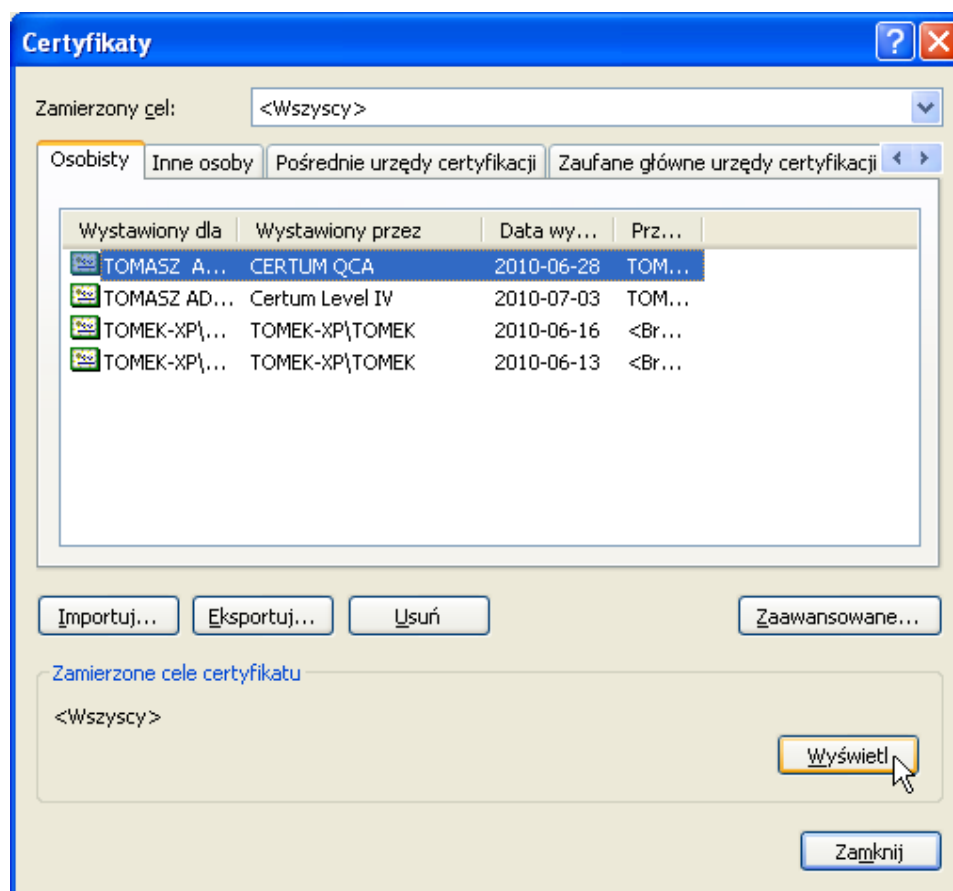 Certyfikaty
Zamierzony cel: <Wszyscy>
Osobisty Inne osoby Pośrednie urzędy certyfikacji Zaufane główne urzędy certyfikacji
Wystawiony dla Wystawiony przez Data wy... Prz...
TOMASZ A... CERTUM QCA 2010-06-28 TOM...
TOMASZ AD... Certum Level IV 2010-07-03 TOM...
TOMEK-XP\... TOMEK-XP\TOMEK 2010-06-16 <Br...
TOMEK-XP\... TOMEK-XP\TOMEK 2010-06-13 <Br...
Importuj... Eksportuj... Usuń Zaawansowane...
Zamierzone cele certyfikatu
<Wszyscy>
Wyświetl
Zamknij